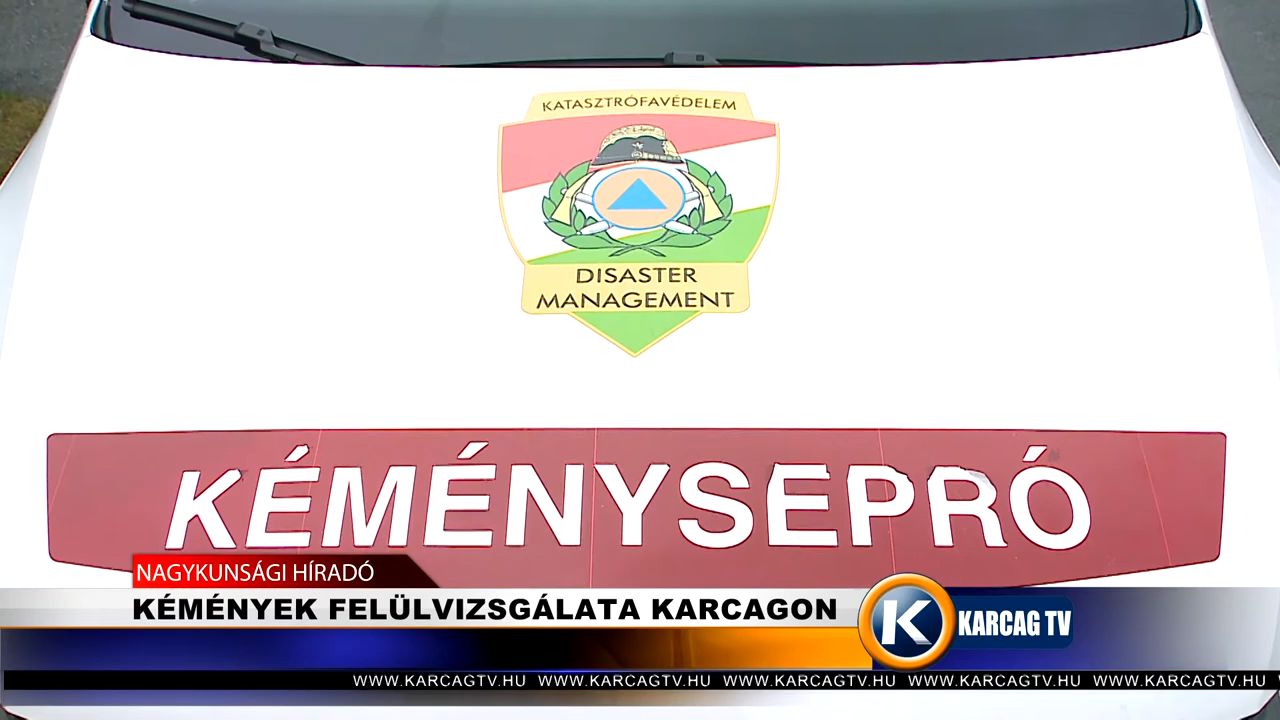 KATASZTRÓFAVÉDELEM
DISASTER
MANAGEMENT
KÉMÉNYSEPRŐ
NAGYKUNSÁGI HÍRADÓ
KÉMÉNYEK FELÜLVIZSGÁLATA KARCAGON
K KARCAG TV
WWW.KARCAGTV.HU WWW.KARCAGTV.HU WWW.KARCAGTV.HU WWW.KARCAGTV.HU WWW.KARCAGTV.HU